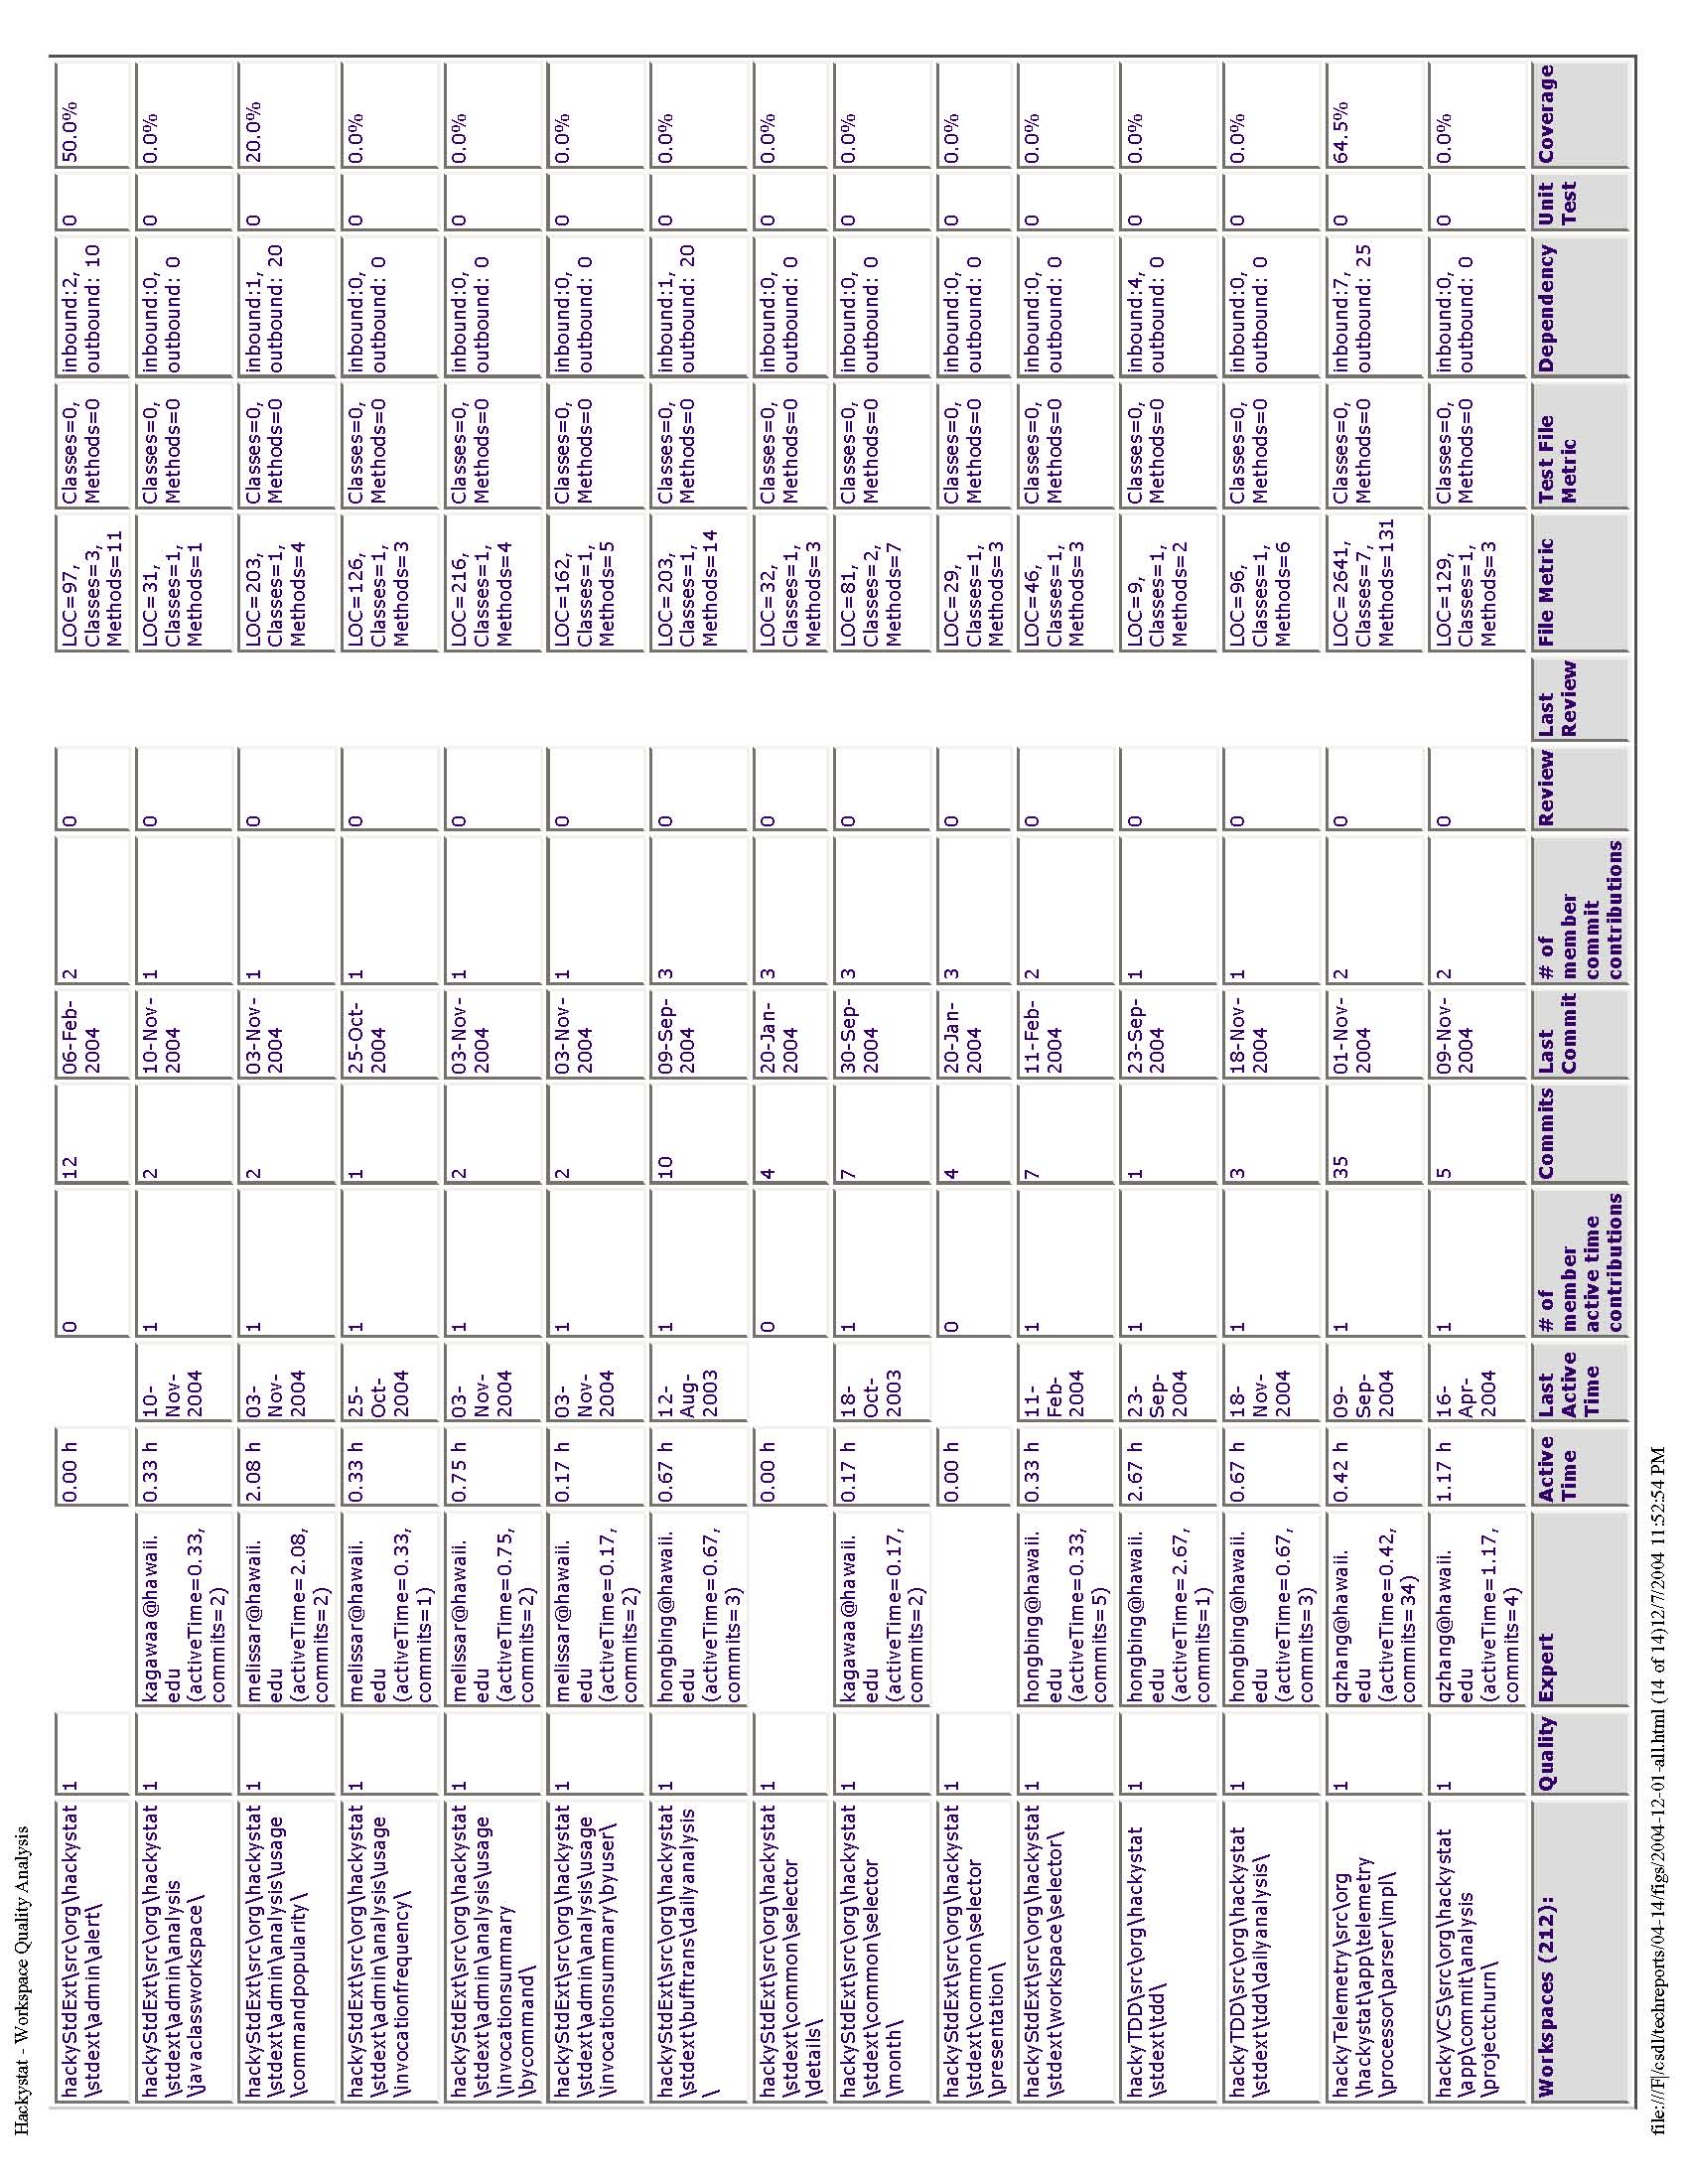 Hackystat - Workspace Quality Analysis
hackyStdExt\src\org\hackystat
\stdext\admin\alert\
1
0.00 h
0
12
06-Feb-
2004
2
0
LOC=97,
Classes=3,
Methods=11
Classes=0,
Methods=0
inbound:2,
outbound: 10
0
50.0%
hackyStdExt\src\org\hackystat
\stdext\admin\analysis
\javaclassworkspace\
1
kagawaa@hawaii.
edu
(activeTime=0.33,
commits=2)
0.33 h
10-
Nov-
2004
1
2
10-Nov-
2004
1
0
LOC=31,
Classes=1,
Methods=1
Classes=0,
Methods=0
inbound:0,
outbound: 0
0
0.0%
hackyStdExt\src\org\hackystat
\stdext\admin\analysis\usage
\commandpopularity\
1
melissar@hawaii.
edu
(activeTime=2.08,
commits=2)
2.08 h
03-
Nov-
2004
1
2
03-Nov-
2004
1
0
LOC=203,
Classes=1,
Methods=4
Classes=0,
Methods=0
inbound:1,
outbound: 20
0
20.0%
hackyStdExt\src\org\hackystat
\stdext\admin\analysis\usage
\invocationfrequency\
1
melissar@hawaii.
edu
(activeTime=0.33,
commits=1)
0.33 h
25-
Oct-
2004
1
1
25-Oct-
2004
1
0
LOC=126,
Classes=1,
Methods=3
Classes=0,
Methods=0
inbound:0,
outbound: 0
0
0.0%
hackyStdExt\src\org\hackystat
\stdext\admin\analysis\usage
\invocationsummary
\bycommand\
1
melissar@hawaii.
edu
(activeTime=0.75,
commits=2)
0.75 h
03-
Nov-
2004
1
2
03-Nov-
2004
1
0
LOC=216,
Classes=1,
Methods=4
Classes=0,
Methods=0
inbound:0,
outbound: 0
0
0.0%
hackyStdExt\src\org\hackystat
\stdext\admin\analysis\usage
\invocationsummary\byuser\
1
melissar@hawaii.
edu
(activeTime=0.17,
commits=2)
0.17 h
03-
Nov-
2004
1
2
03-Nov-
2004
1
0
LOC=162,
Classes=1,
Methods=5
Classes=0,
Methods=0
inbound:0,
outbound: 0
0
0.0%
hackyStdExt\src\org\hackystat
\stdext\bufftrans\dailyanalysis
\
1
hongbing@hawaii.
edu
(activeTime=0.67,
commits=3)
0.67 h
12-
Aug-
2003
1
10
09-Sep-
2004
3
0
LOC=203,
Classes=1,
Methods=14
Classes=0,
Methods=0
inbound:1,
outbound: 20
0
0.0%
hackyStdExt\src\org\hackystat
\stdext\common\selector
\details\
1
0.00 h
0
4
20-Jan-
2004
3
0
LOC=32,
Classes=1,
Methods=3
Classes=0,
Methods=0
inbound:0,
outbound: 0
0
0.0%
hackyStdExt\src\org\hackystat
\stdext\common\selector
\month\
1
kagawaa@hawaii.
edu
(activeTime=0.17,
commits=2)
0.17 h
18-
Oct-
2003
1
7
30-Sep-
2004
3
0
LOC=81,
Classes=2,
Methods=7
Classes=0,
Methods=0
inbound:0,
outbound: 0
0
0.0%
hackyStdExt\src\org\hackystat
\stdext\common\selector
\presentation\
1
0.00 h
0
4
20-Jan-
2004
3
0
LOC=29,
Classes=1,
Methods=3
Classes=0,
Methods=0
inbound:0,
outbound: 0
0
0.0%
hackyStdExt\src\org\hackystat
\stdext\workspace\selector\
1
hongbing@hawaii.
edu
(activeTime=0.33,
commits=5)
0.33 h
11-
Feb-
2004
1
7
11-Feb-
2004
2
0
LOC=46,
Classes=1,
Methods=3
Classes=0,
Methods=0
inbound:0,
outbound: 0
0
0.0%
hackyTDD\src\org\hackystat
\stdext\tdd\
1
hongbing@hawaii.
edu
(activeTime=2.67,
commits=1)
2.67 h
23-
Sep-
2004
1
1
23-Sep-
2004
1
0
LOC=9,
Classes=1,
Methods=2
Classes=0,
Methods=0
inbound:4,
outbound: 0
0
0.0%
hackyTDD\src\org\hackystat
\stdext\tdd\dailyanalysis\
1
hongbing@hawaii.
edu
(activeTime=0.67,
commits=3)
0.67 h
18-
Nov-
2004
1
3
18-Nov-
2004
1
0
LOC=96,
Classes=1,
Methods=6
Classes=0,
Methods=0
inbound:0,
outbound: 0
0
0.0%
hackyTelemetry\src\org
\hackystat\app\telemetry
\processor\parser\impl\
1
qzhang@hawaii.
edu
(activeTime=0.42,
commits=34)
0.42 h
09-
Sep-
2004
1
35
01-Nov-
2004
2
0
LOC=2641,
Classes=7,
Methods=131
Classes=0,
Methods=0
inbound:7,
outbound: 25
0
64.5%
hackyVCS\src\org\hackystat
\app\commit\analysis
\projectchurn\
1
qzhang@hawaii.
edu
(activeTime=1.17,
commits=4)
1.17 h
16-
Apr-
2004
1
5
09-Nov-
2004
2
0
LOC=129,
Classes=1,
Methods=3
Classes=0,
Methods=0
inbound:0,
outbound: 0
0
0.0%
Workspaces (212):
Quality
Expert
Active
Time
Last
Active
Time
# of
member
active time
contributions
Commits
Last
Commit
# of
member
commit
contributions
Review
Last
Review
File Metric
Test File
Metric
Dependency
Unit
Test
Coverage
file:///F|/csdl/techreports/04-14/figs/2004-12-01-all.html (14 of 14)12/7/2004 11:52:54 PM